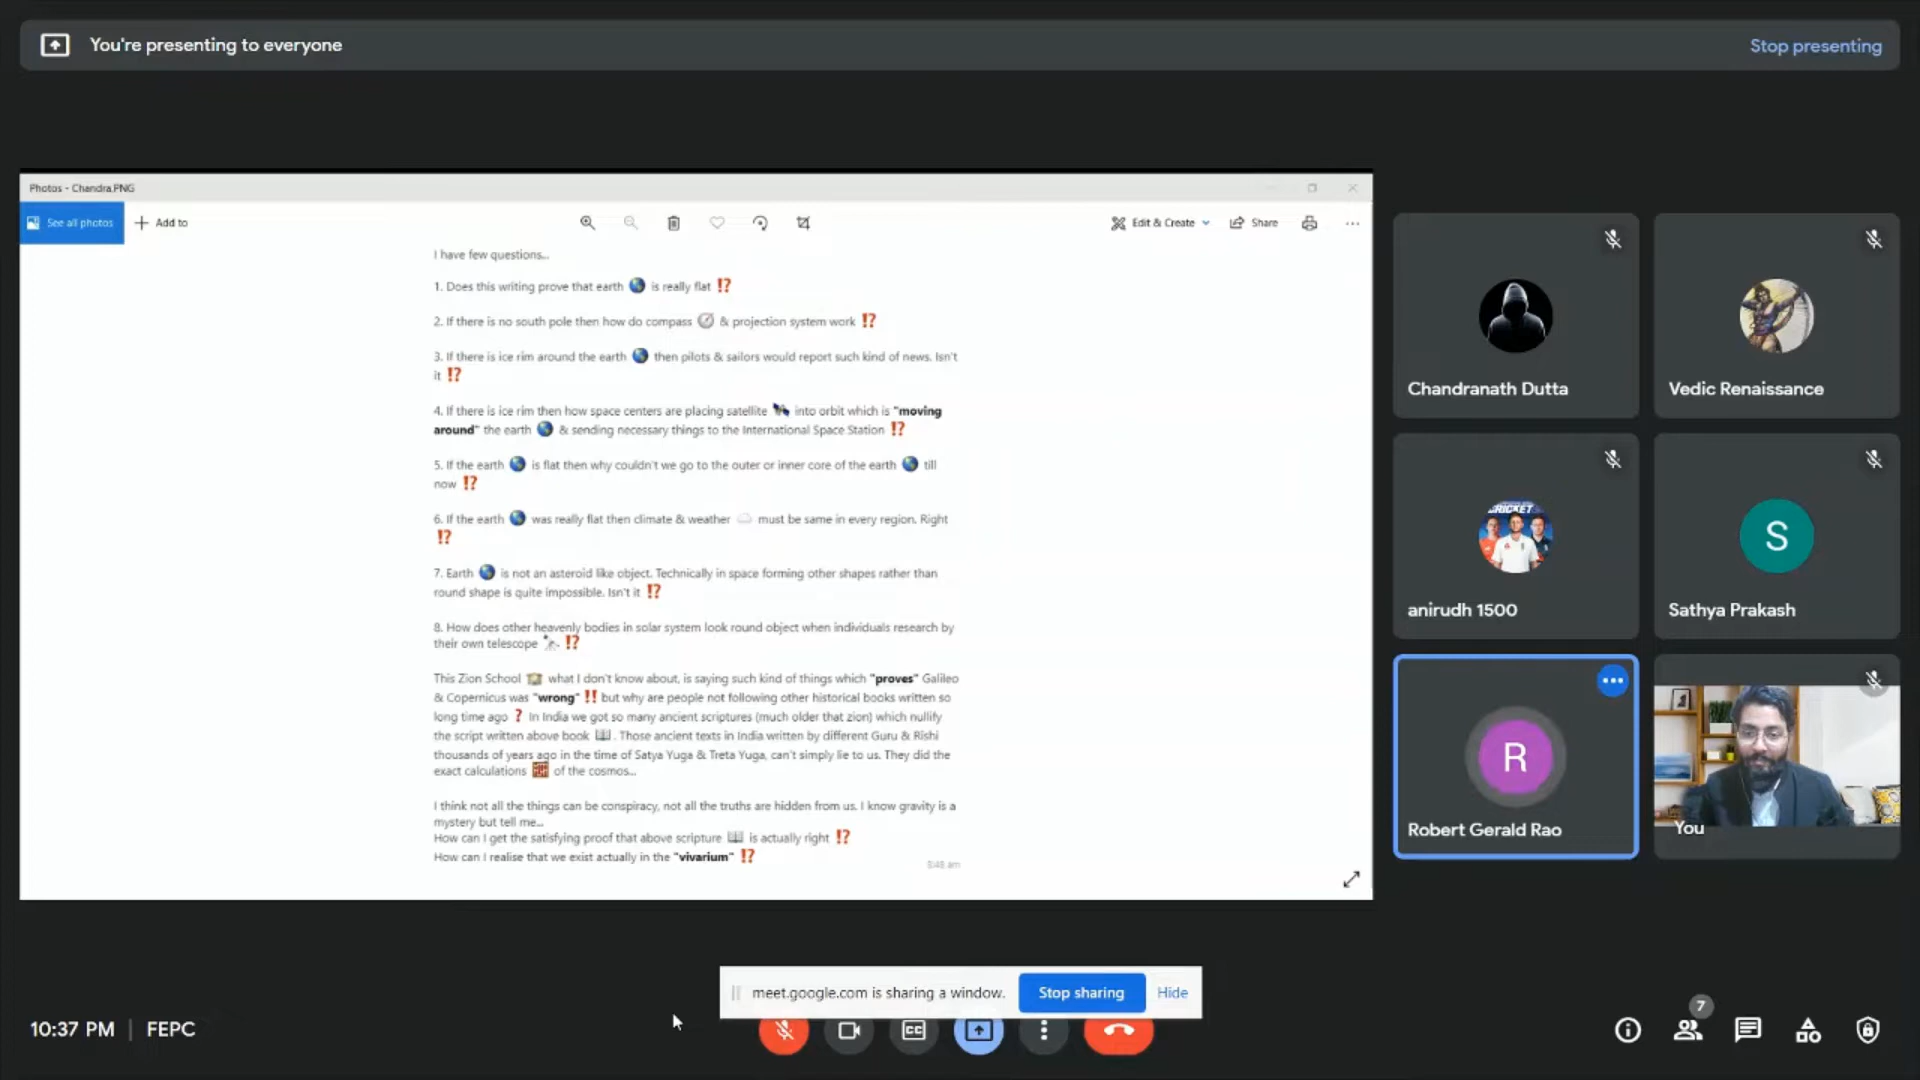 You're presenting to everyone
Stop presenting
Photos - Chandra.PNG
See all photos
Add to
Edit & Create
Share
I have few questions...
1. Does this writing prove that earth 🌎 is really flat ⁉️
2. If there is no south pole then how do compass 🧭 & projection system work ⁉️
3. If there is ice rim around the earth 🌎 then pilots & sailors would report such kind of news. Isn't
it ⁉️
4. If there is ice rim then how space centers are placing satellite 🛰️ into orbit which is "moving
around" the earth 🌎 & sending necessary things to the International Space Station ⁉️
5. If the earth 🌎 is flat then why couldn't we go to the outer or inner core of the earth 🌎 till
now ⁉️
6. If the earth 🌎 was really flat then climate & weather ☁️ must be same in every region. Right
⁉️
7. Earth 🌎 is not an asteroid like object. Technically in space forming other shapes rather than
round shape is quite impossible. Isn't it ⁉️
8. How does other heavenly bodies in solar system look round object when individuals research by
their own telescope 🔭 ⁉️
This Zion School 🏫 what I don't know about, is saying such kind of things which "proves" Galileo
& Copernicus was "wrong" ‼️ but why are people not following other historical books written so
long time ago ❓ In India we got so many ancient scriptures (much older that zion) which nullify
the script written above book 📖 . Those ancient texts in India written by different Guru & Rishi
thousands of years ago in the time of Satya Yuga & Treta Yuga, can't simply lie to us. They did the
exact calculations 🧮 of the cosmos...
I think not all the things can be conspiracy, not all the truths are hidden from us. I know gravity is a
mystery but tell me...
How can I get the satisfying proof that above scripture 📖 is actually right ⁉️
How can I realise that we exist actually in the "vivarium" ⁉️
Chandranath Dutta
Vedic Renaissance
CRICKET
anirudh 1500
S
Sathya Prakash
R
Robert Gerald Rao
You
meet.google.com is sharing a window.
Stop sharing
Hide
10:37 PM | FEPC
CC
7